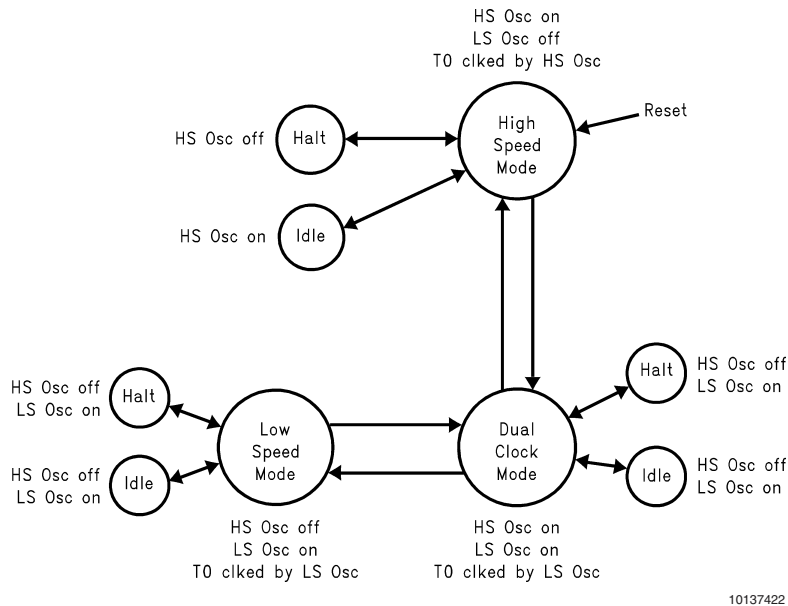 HS Osc on
LS Osc off
T0 clked by HS Osc
High
Speed
Mode
Reset
HS Osc off
Halt
HS Osc on
Idle
HS Osc off
LS Osc on
Halt
HS Osc off
LS Osc on
Idle
Low
Speed
Mode
HS Osc off
LS Osc on
T0 clked by LS Osc
Dual
Clock
Mode
HS Osc on
LS Osc on
T0 clked by LS Osc
Halt
HS Osc off
LS Osc on
Idle
HS Osc off
LS Osc on
10137422